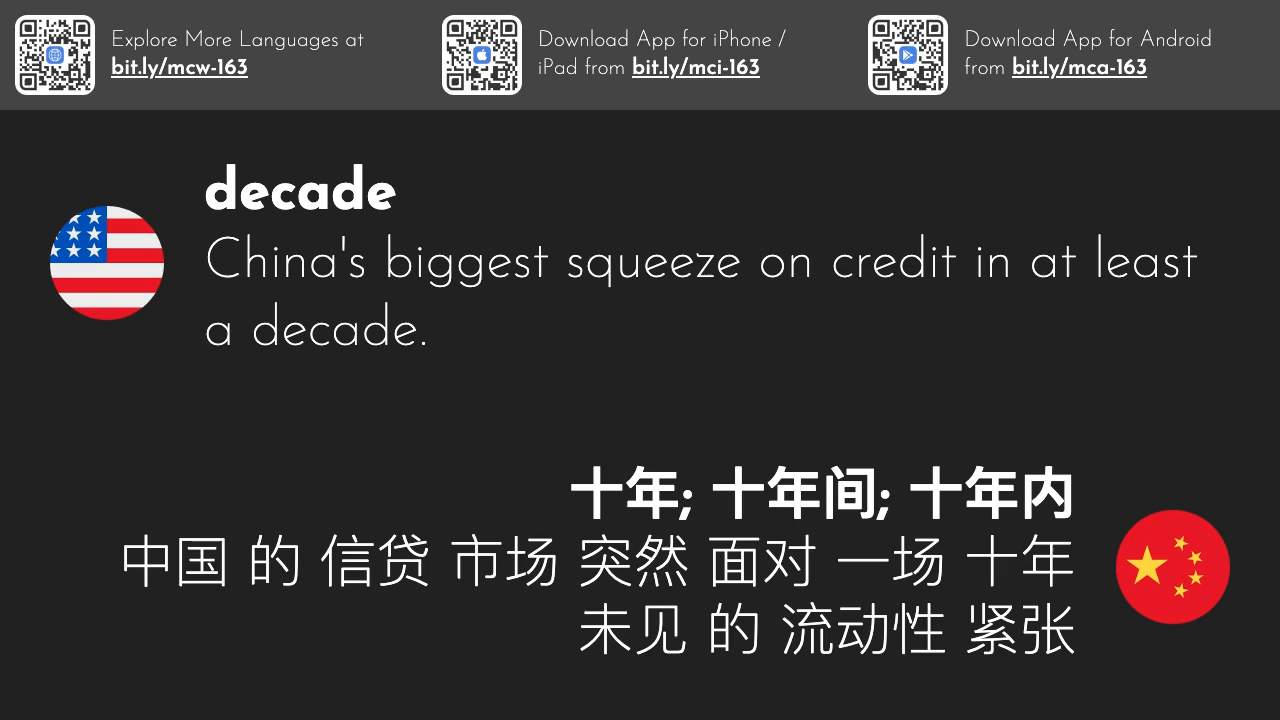 Explore More Languages at
bit.ly/mcw-163
Download App for iPhone /
iPad from bit.ly/mci-163
Download App for Android
from bit.ly/mca-163
decade
China's biggest squeeze on credit in at least
a decade.
十年; 十年间; 十年内
中国 的 信贷 市场 突然 面对 一场 十年
未见 的 流动性 紧张